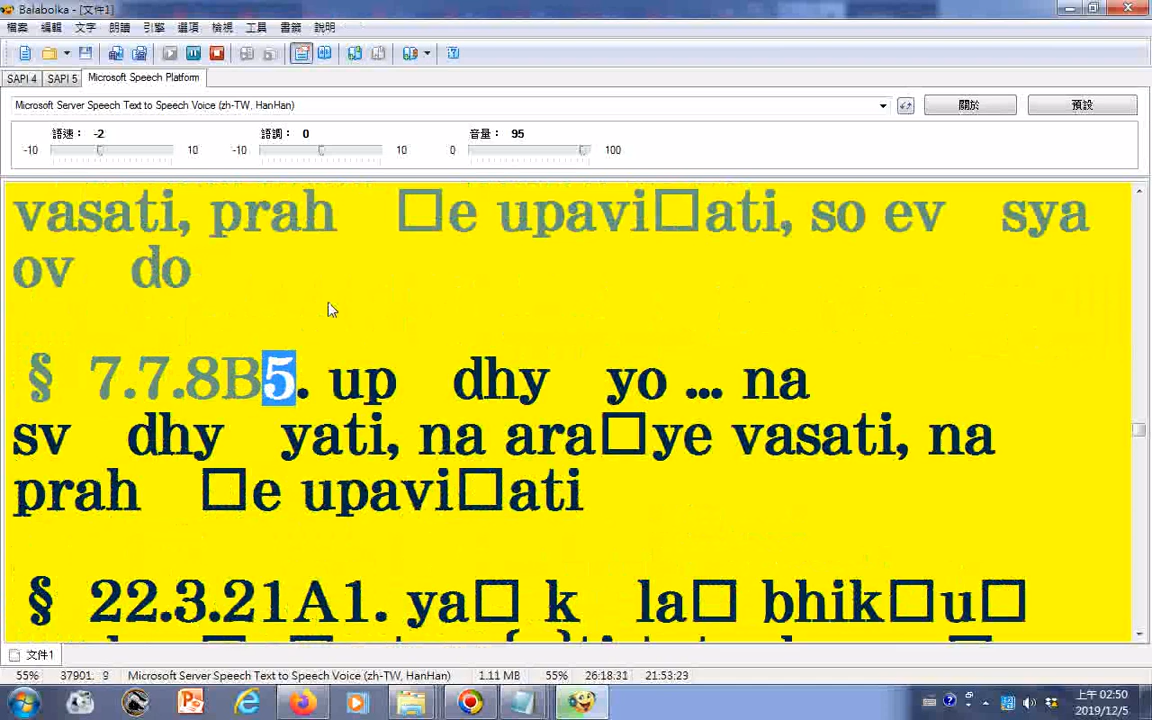 Balabolka - [文件1]
檔案 編輯 文字 朗讀 引擎 選項 檢視 工具 書籤 說明
SAPI 4 SAPI 5 Microsoft Speech Platform
Microsoft Server Speech Text to Speech Voice (zh-TW, HanHan) 關於 預設
語速： -2 語調： 0 音量： 95
-10 10 -10 10 0 100
vasati, prah □e upavi□ati, so ev sya
ov do
§ 7.7.8B5. up dhy yo ... na
sv dhy yati, na ara□ye vasati, na
prah □e upavi□ati
§ 22.3.21A1. ya□ k la□ bhik□u□
文件1
55% 37901: 9 Microsoft Server Speech Text to Speech Voice (zh-TW, HanHan) 1.11 MB 55% 26:18:31 21:53:23
上午 02:50
2019/12/5